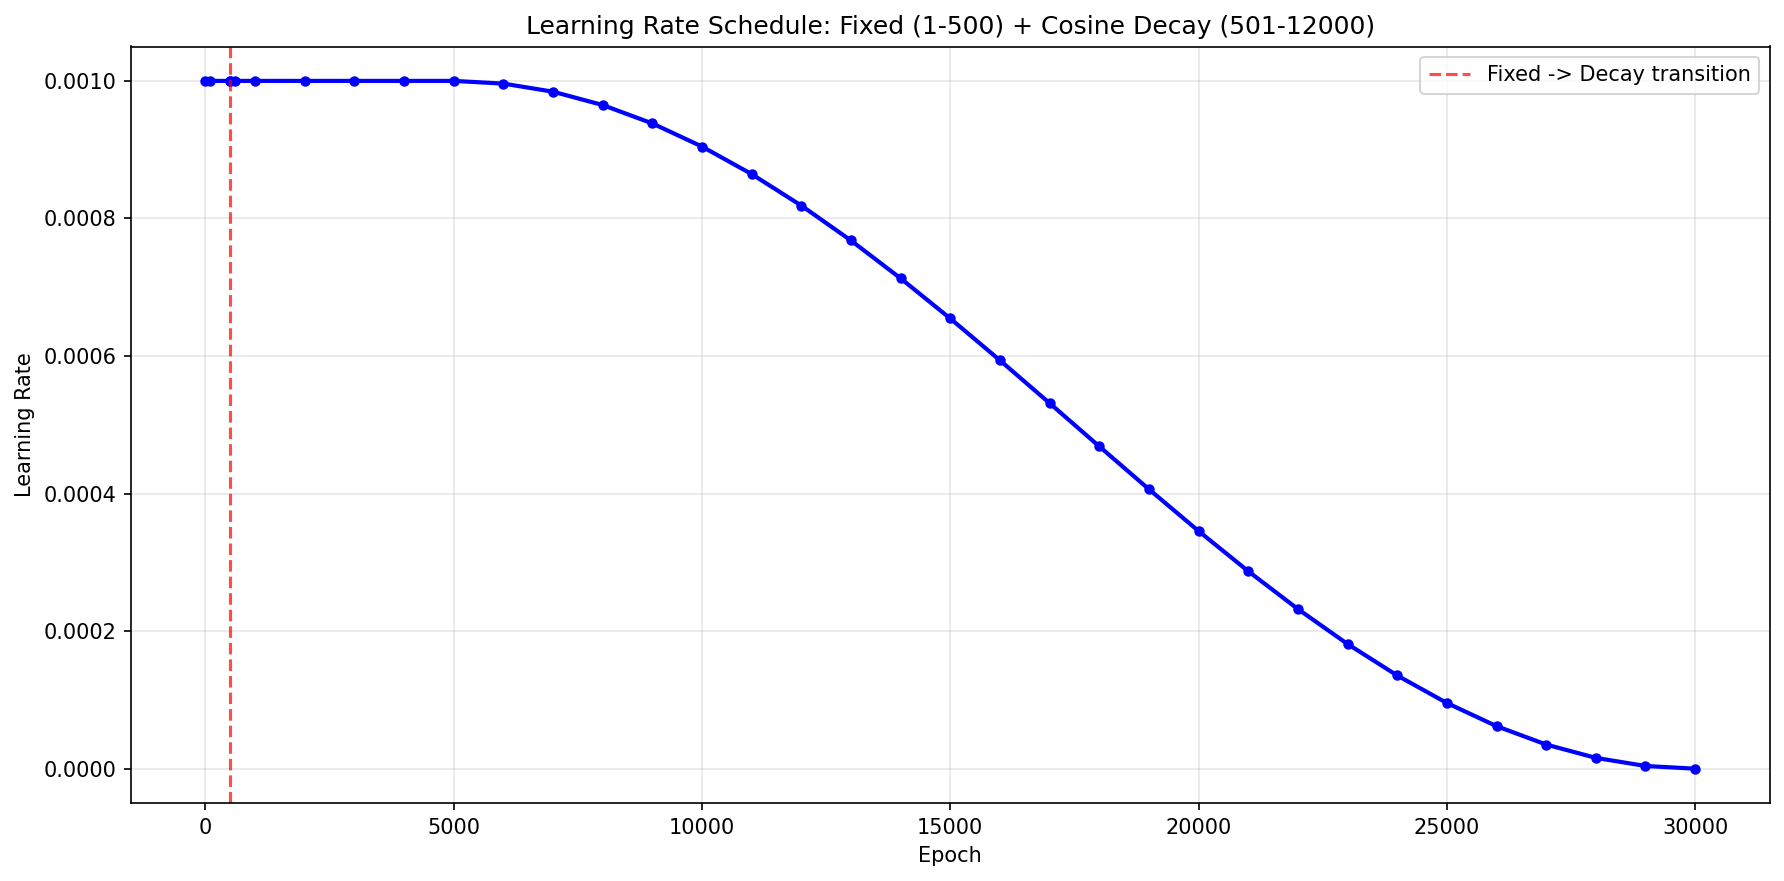 Learning Rate Schedule: Fixed (1-500) + Cosine Decay (501-12000)
Fixed -> Decay transition
Learning Rate
0.0010
0.0008
0.0006
0.0004
0.0002
0.0000
0 5000 10000 15000 20000 25000 30000
Epoch